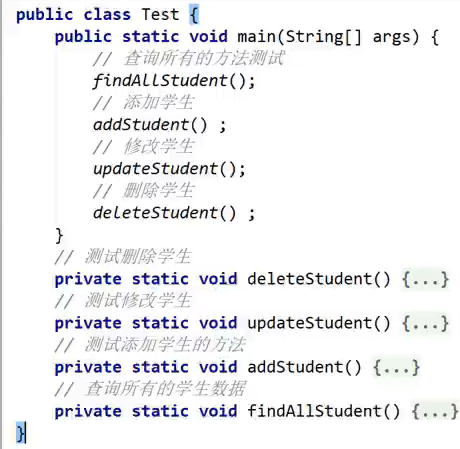 public class Test {
public static void main(String[] args) {
// 查询所有的方法测试
findAllStudent();
// 添加学生
addStudent() ;
// 修改学生
updateStudent();
// 删除学生
deleteStudent() ;
}
// 测试删除学生
private static void deleteStudent() {...}
// 测试修改学生
private static void updateStudent() {...}
// 测试添加学生的方法
private static void addStudent() {...}
// 查询所有的学生数据
private static void findAllStudent() {...}
}